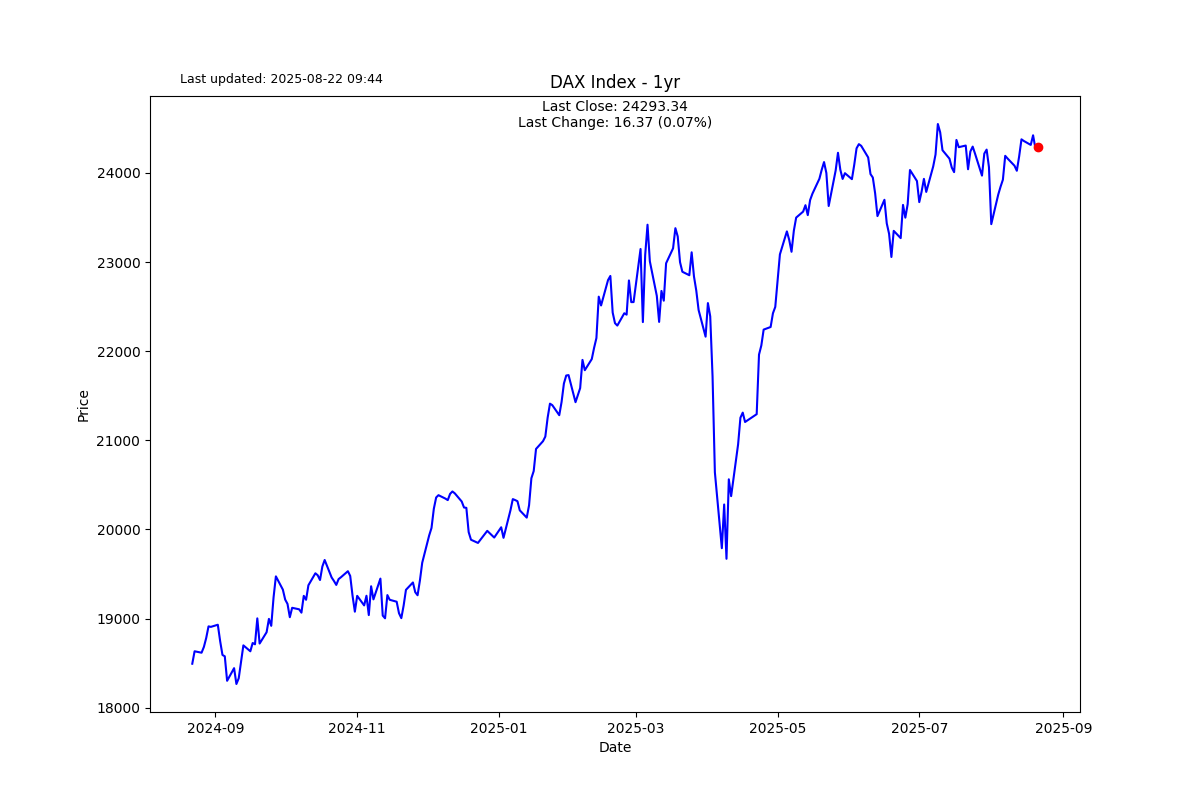 Last updated: 2025-08-22 09:44
DAX Index - 1yr
Last Close: 24293.34
Last Change: 16.37 (0.07%)
24000
23000
22000
21000
20000
19000
18000
Price
2024-09
2024-11
2025-01
2025-03
2025-05
2025-07
2025-09
Date